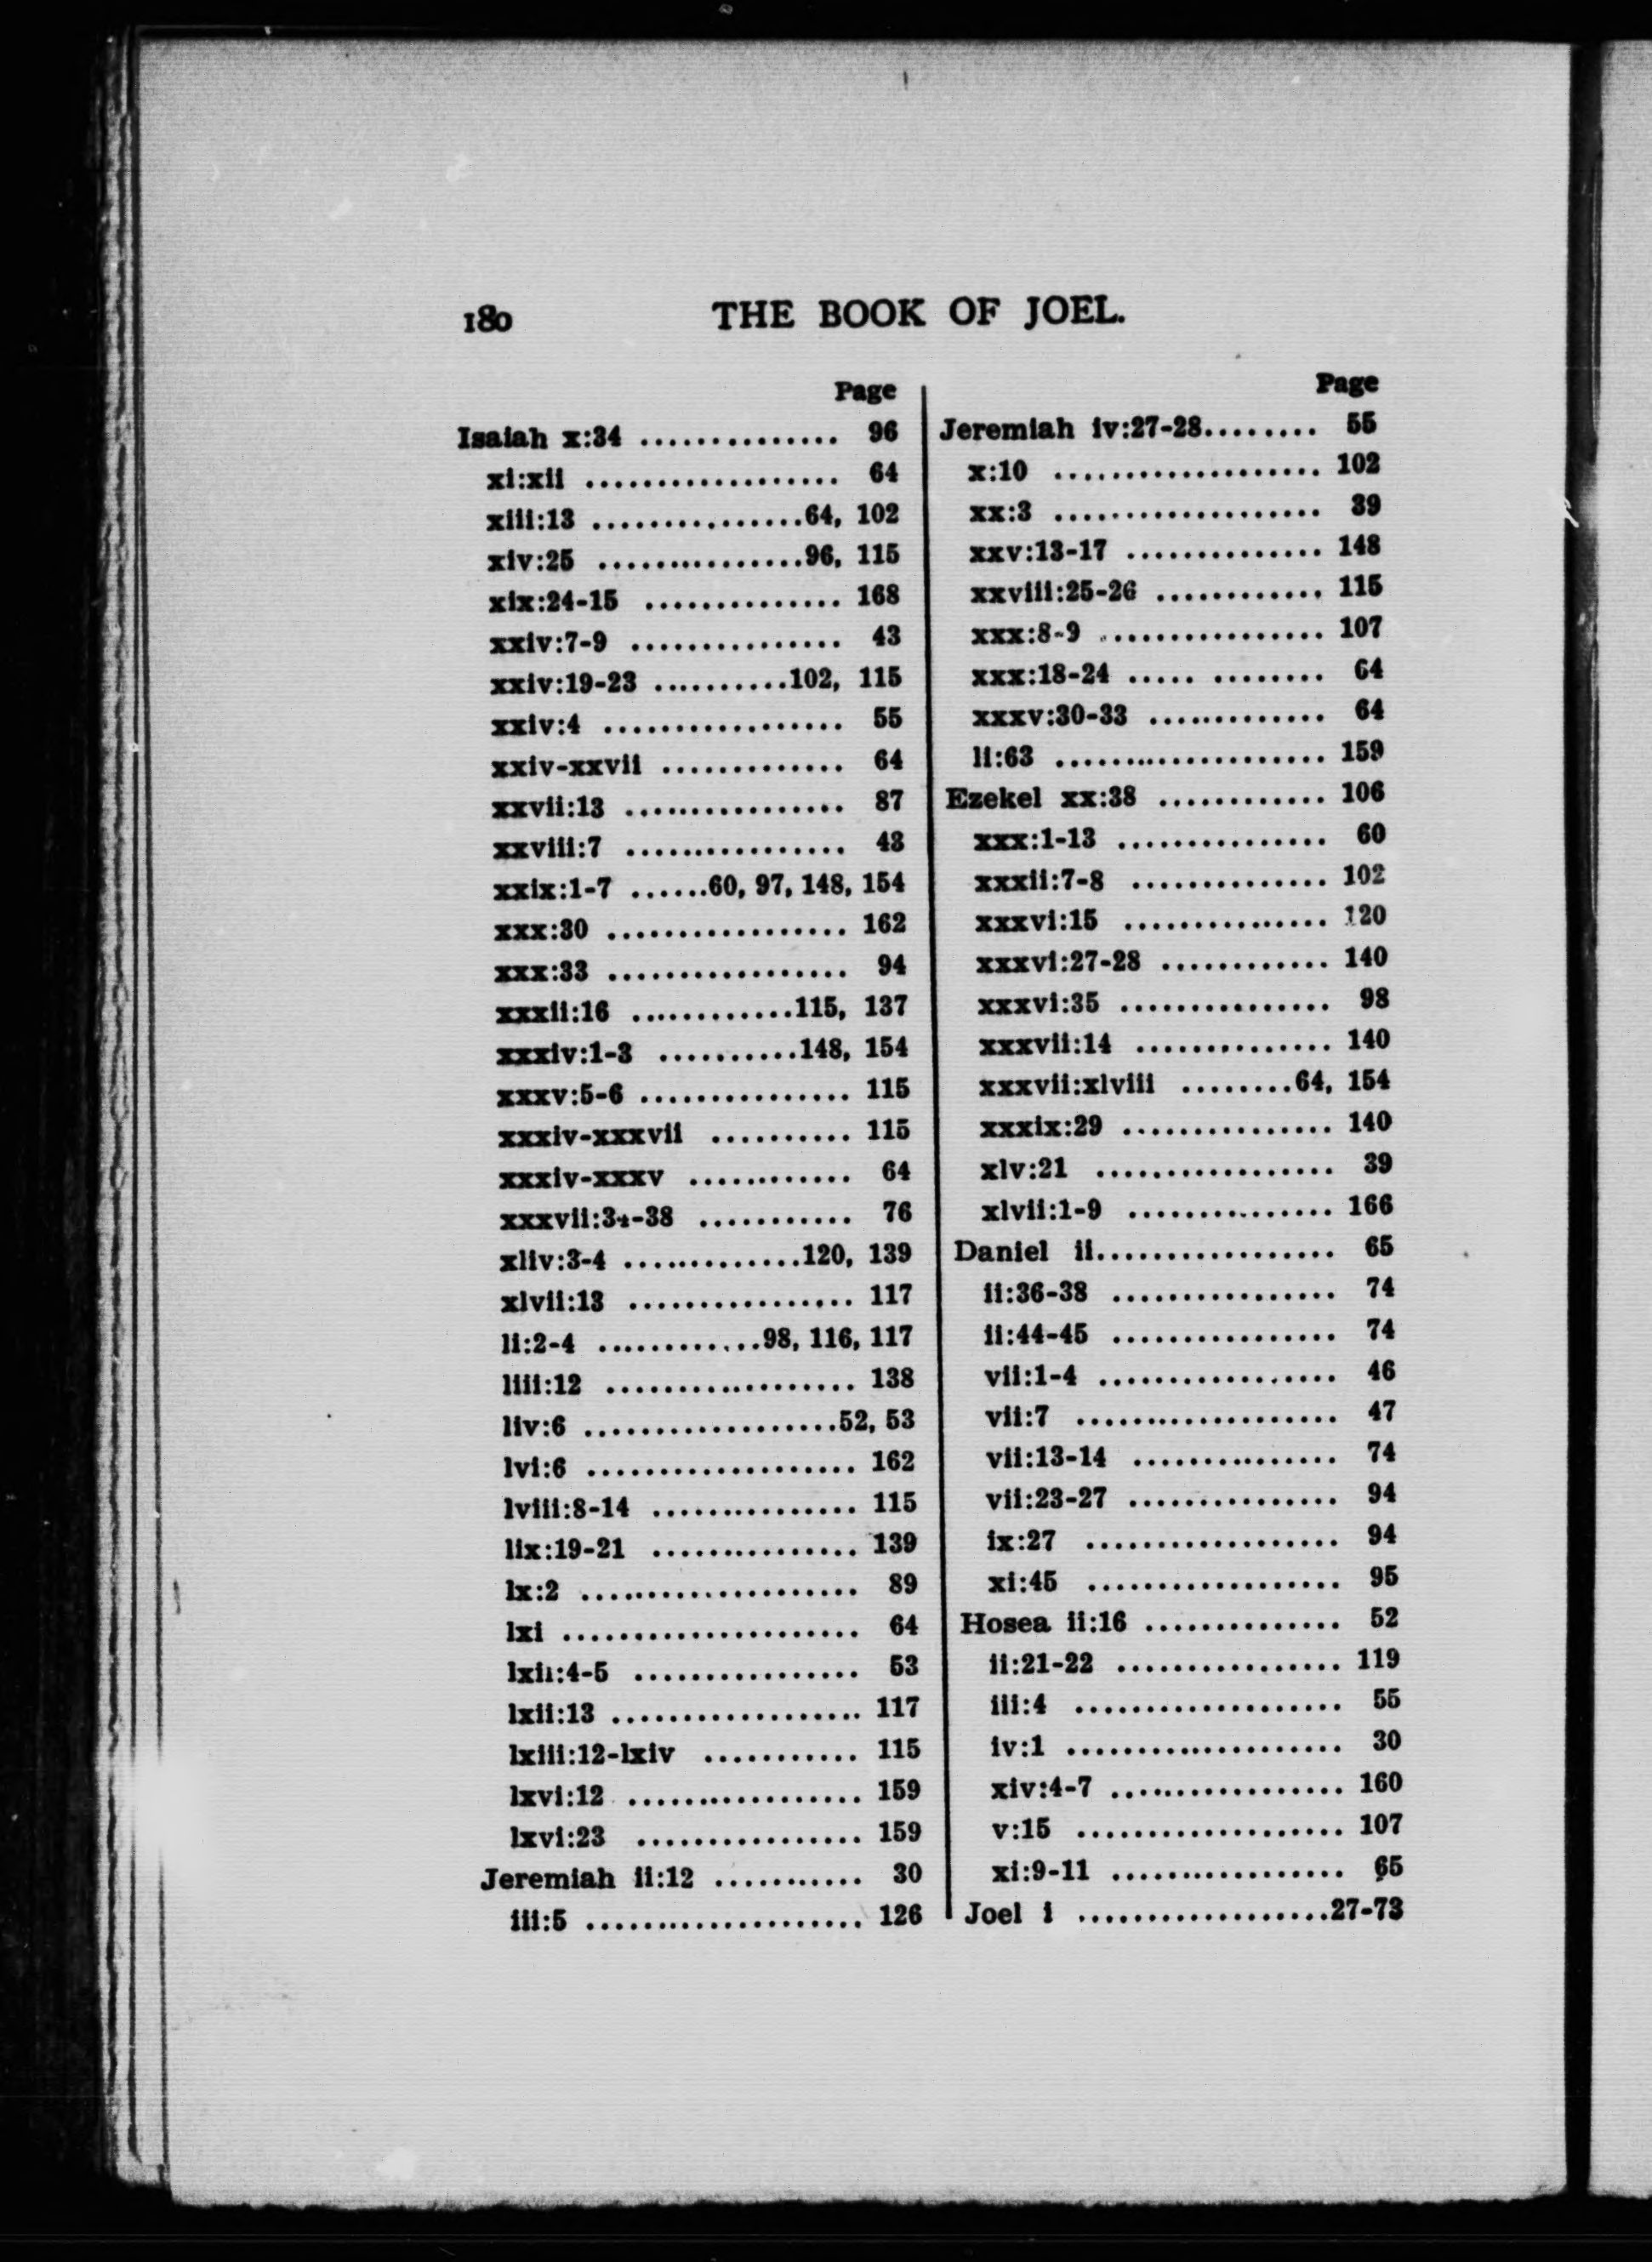 180 THE BOOK OF JOEL.
Page
Isaiah x:34 .............. 96
xi:xii .................. 64
xiii:13 ...............64, 102
xiv:25 ...............96, 115
xix:24-15 .............. 168
xxiv:7-9 ............... 43
xxiv:19-23 ..........102, 115
xxiv:4 ................. 55
xxiv-xxvii ............. 64
xxvii:13 ................ 87
xxviii:7 ................ 43
xxix:1-7 ......60, 97, 148, 154
xxx:30 ................. 162
xxx:33 ................. 94
xxxii:16 ............115, 137
xxxiv:1-3 ..........148, 154
xxxv:5-6 ............... 115
xxxiv-xxxvii .......... 115
xxxiv-xxxv ............ 64
xxxvii:34-38 ........... 76
xliv:3-4 .............120, 139
xlvii:13 ................ 117
li:2-4 ............98, 116, 117
liii:12 .................. 138
liv:6 ..................52, 53
lvi:6 ................... 162
lviii:8-14 ............... 115
lix:19-21 ............... 139
lx:2 .................... 89
lxi ..................... 64
lxii:4-5 ................ 53
lxii:13 .................. 117
lxiii:12-lxiv ........... 115
lxvi:12 ................. 159
lxvi:23 ................ 159
Jeremiah ii:12 ........... 30
iii:5 .................... 126
Page
Jeremiah iv:27-28........ 55
x:10 ................... 102
xx:3 ................... 39
xxv:13-17 .............. 148
xxviii:25-26 ............ 115
xxx:8-9 ................ 107
xxx:18-24 ..... ........ 64
xxxv:30-33 ............. 64
li:63 ................... 159
Ezekel xx:38 ............ 106
xxx:1-13 ............... 60
xxxii:7-8 .............. 102
xxxvi:15 ............... 120
xxxvi:27-28 ............ 140
xxxvi:35 ............... 98
xxxvii:14 .............. 140
xxxvii:xlviii ........64, 154
xxxix:29 ............... 140
xlv:21 ................. 39
xlvii:1-9 ............... 166
Daniel ii................. 65
ii:36-38 ................ 74
ii:44-45 ................ 74
vii:1-4 ................. 46
vii:7 ................... 47
vii:13-14 ............... 74
vii:23-27 ............... 94
ix:27 .................. 94
xi:45 .................. 95
Hosea ii:16 .............. 52
ii:21-22 ................ 119
iii:4 ................... 55
iv:1 .................... 30
xiv:4-7 ................. 160
v:15 ................... 107
xi:9-11 ................. 65
Joel i ..................27-73